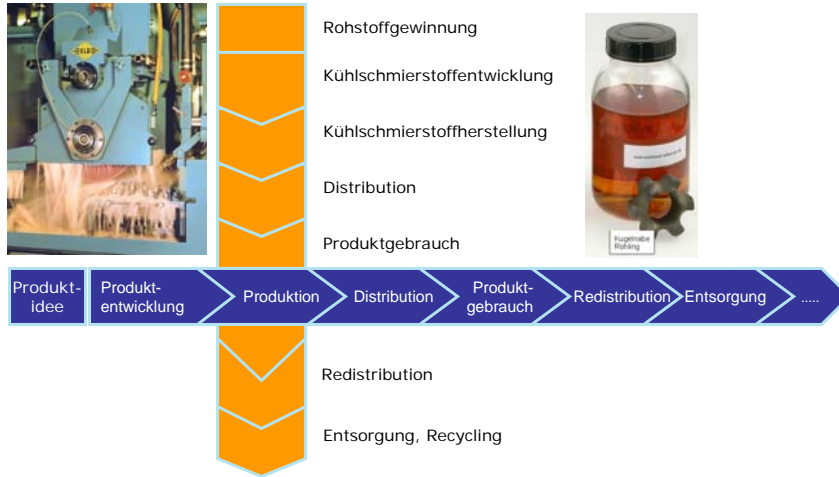 ELBO
Rohstoffgewinnung
Kühlschmierstoffentwicklung
Kühlschmierstoffherstellung
Distribution
Produktgebrauch
Kugelnabe
Rohling
Produkt-
idee
Produkt-
entwicklung
Produktion
Distribution
Produkt-
gebrauch
Redistribution
Entsorgung
.....
Redistribution
Entsorgung, Recycling